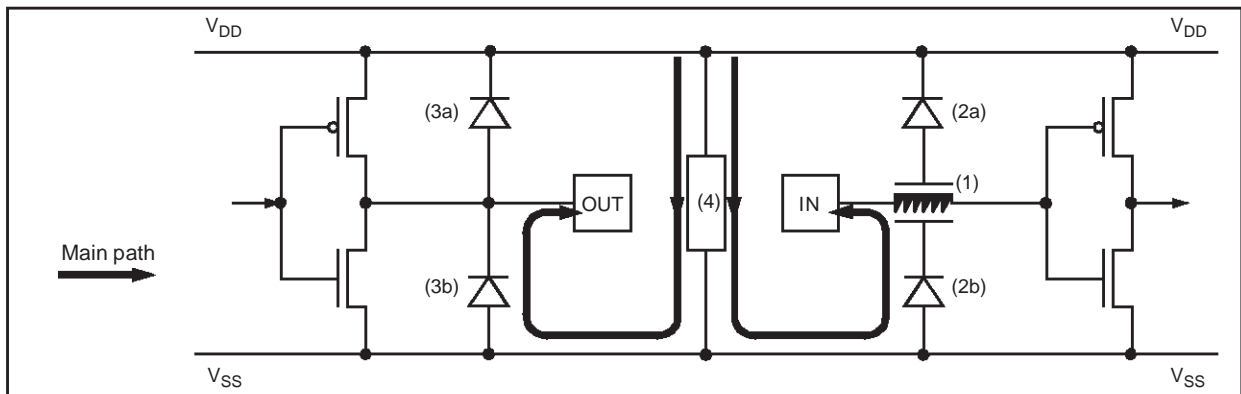 VDD VDD
(3a) (2a)
(1)
OUT (4) IN
Main path
(3b) (2b)
VSS VSS